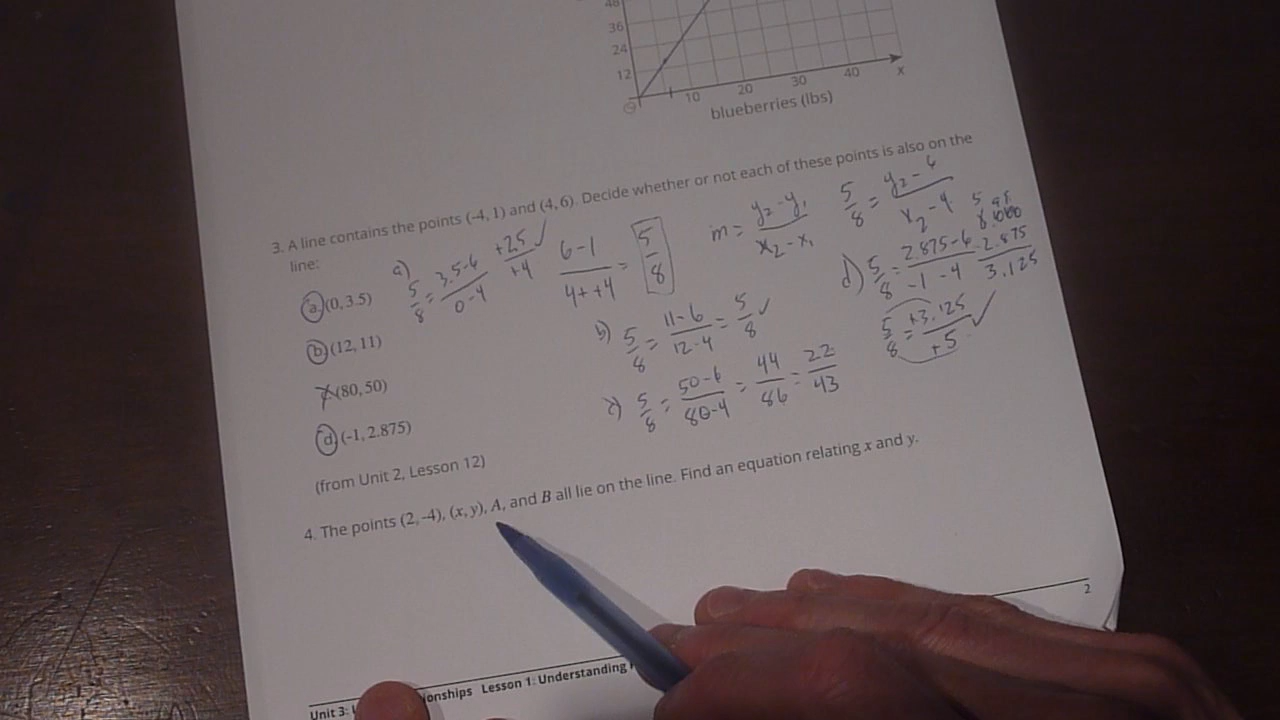 48
36
24
12
10 20 30 40 x
blueberries (lbs)
3. A line contains the points (-4, 1) and (4, 6). Decide whether or not each of these points is also on the
line:
a. (0, 3.5)
b. (12, 11)
(80, 50)
d. (-1, 2.875)
a) 5/8 = 3.5-6/0-4 +2.5/+4 ✓
6-1/4++4 = 5/8
m = y₂-y₁/x₂-x₁
5/8 = y₂-6/x₂-4
b) 5/8 = 11-6/12-4 = 5/8 ✓
c) 5/8 = 50-6/80-4 = 44/86 = 22/43
d) 5/8 = 2.875-6/-1-4
-2.875
3.125
5/8 = +3.125/+5 ✓
(from Unit 2, Lesson 12)
4. The points (2, -4), (x, y), A, and B all lie on the line. Find an equation relating x and y.
2
Unit 3: Lesson 1: Understanding